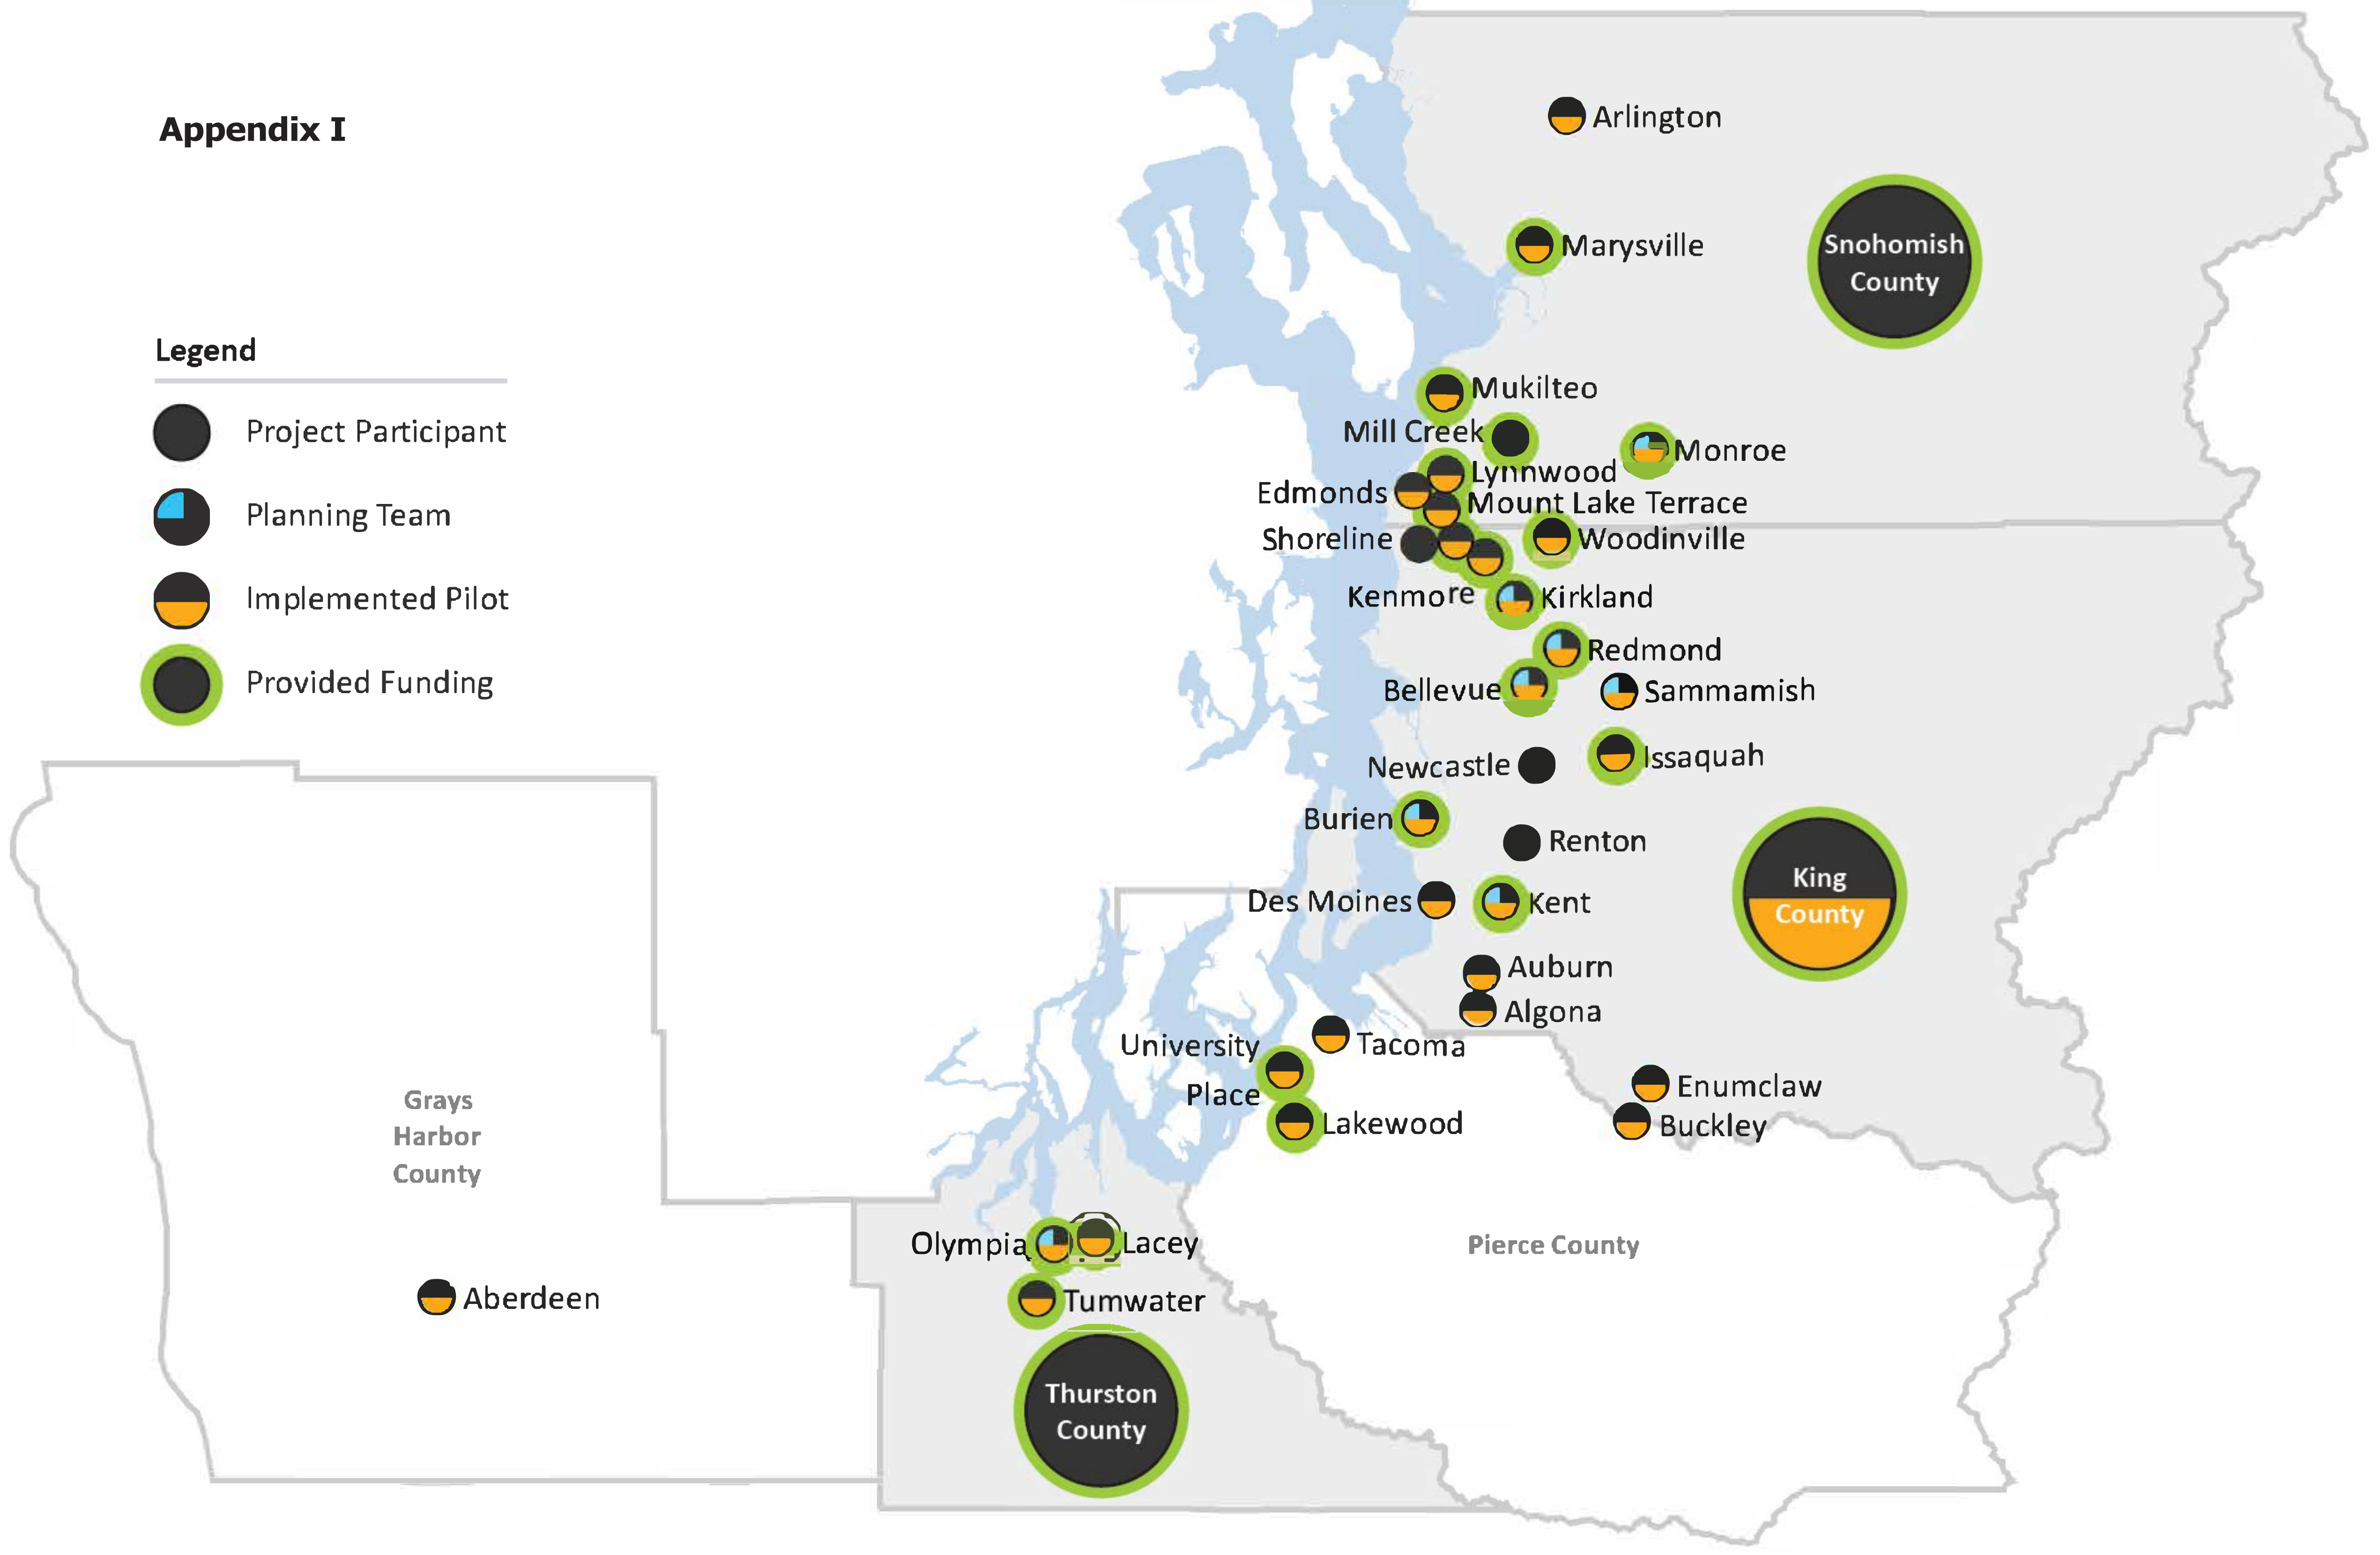 Appendix I
Legend
Project Participant
Planning Team
Implemented Pilot
Provided Funding
Arlington
Marysville
Snohomish
County
Mukilteo
Mill Creek
Monroe
Lynnwood
Edmonds
Mount Lake Terrace
Shoreline
Woodinville
Kenmore
Kirkland
Redmond
Bellevue
Sammamish
Issaquah
Newcastle
Burien
Renton
King
County
Des Moines
Kent
Auburn
Algona
University
Place
Tacoma
Enumclaw
Buckley
Lakewood
Grays
Harbor
County
Olympia
Lacey
Pierce County
Aberdeen
Tumwater
Thurston
County